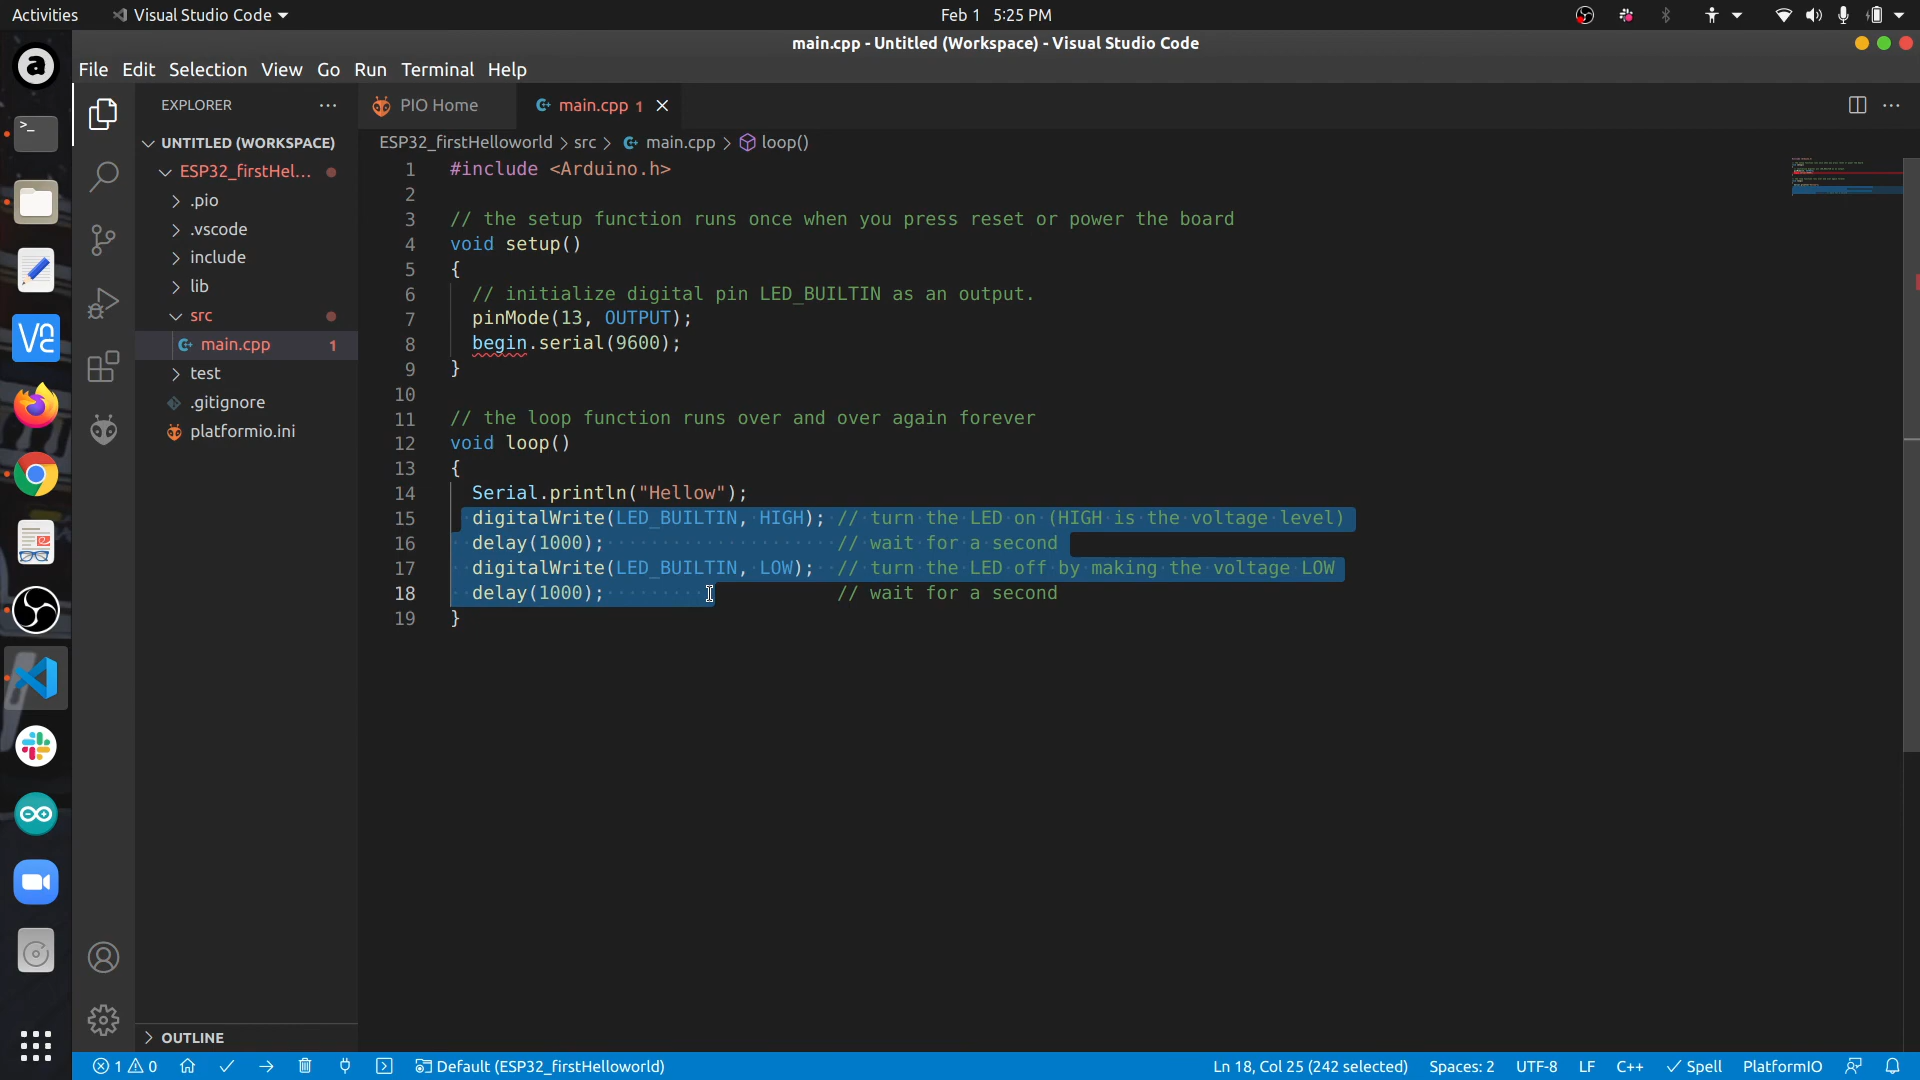 Activities
Visual Studio Code
Feb 1 5:25 PM
main.cpp - Untitled (Workspace) - Visual Studio Code
File Edit Selection View Go Run Terminal Help
EXPLORER
PIO Home
main.cpp 1
UNTITLED (WORKSPACE)
ESP32_firstHelloworld > src > main.cpp > loop()
ESP32_firstHel...
.pio
.vscode
include
lib
src
main.cpp 1
test
.gitignore
platformio.ini
1 #include <Arduino.h>
2
3 // the setup function runs once when you press reset or power the board
4 void setup()
5 {
6 // initialize digital pin LED_BUILTIN as an output.
7 pinMode(13, OUTPUT);
8 begin.serial(9600);
9 }
10
11 // the loop function runs over and over again forever
12 void loop()
13 {
14 Serial.println("Hellow");
15 digitalWrite(LED_BUILTIN, HIGH); // turn the LED on (HIGH is the voltage level)
16 delay(1000); // wait for a second
17 digitalWrite(LED_BUILTIN, LOW); // turn the LED off by making the voltage LOW
18 delay(1000); // wait for a second
19 }
OUTLINE
1 0
Default (ESP32_firstHelloworld)
Ln 18, Col 25 (242 selected)
Spaces: 2
UTF-8
LF
C++
Spell
PlatformIO